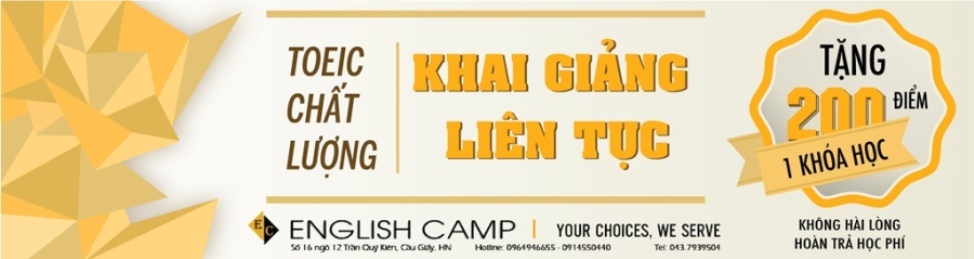 TOEIC
CHẤT
LƯỢNG
KHAI GIẢNG
LIÊN TỤC
TẶNG
200 ĐIỂM
1 KHÓA HỌC
KHÔNG HÀI LÒNG
HOÀN TRẢ HỌC PHÍ
EC
ENGLISH CAMP | YOUR CHOICES, WE SERVE
Số 16 ngõ 12 Trần Quý Kiên, Cầu Giấy, HN Hotline: 0964946655 - 0914550440 Tel: 043.7939504